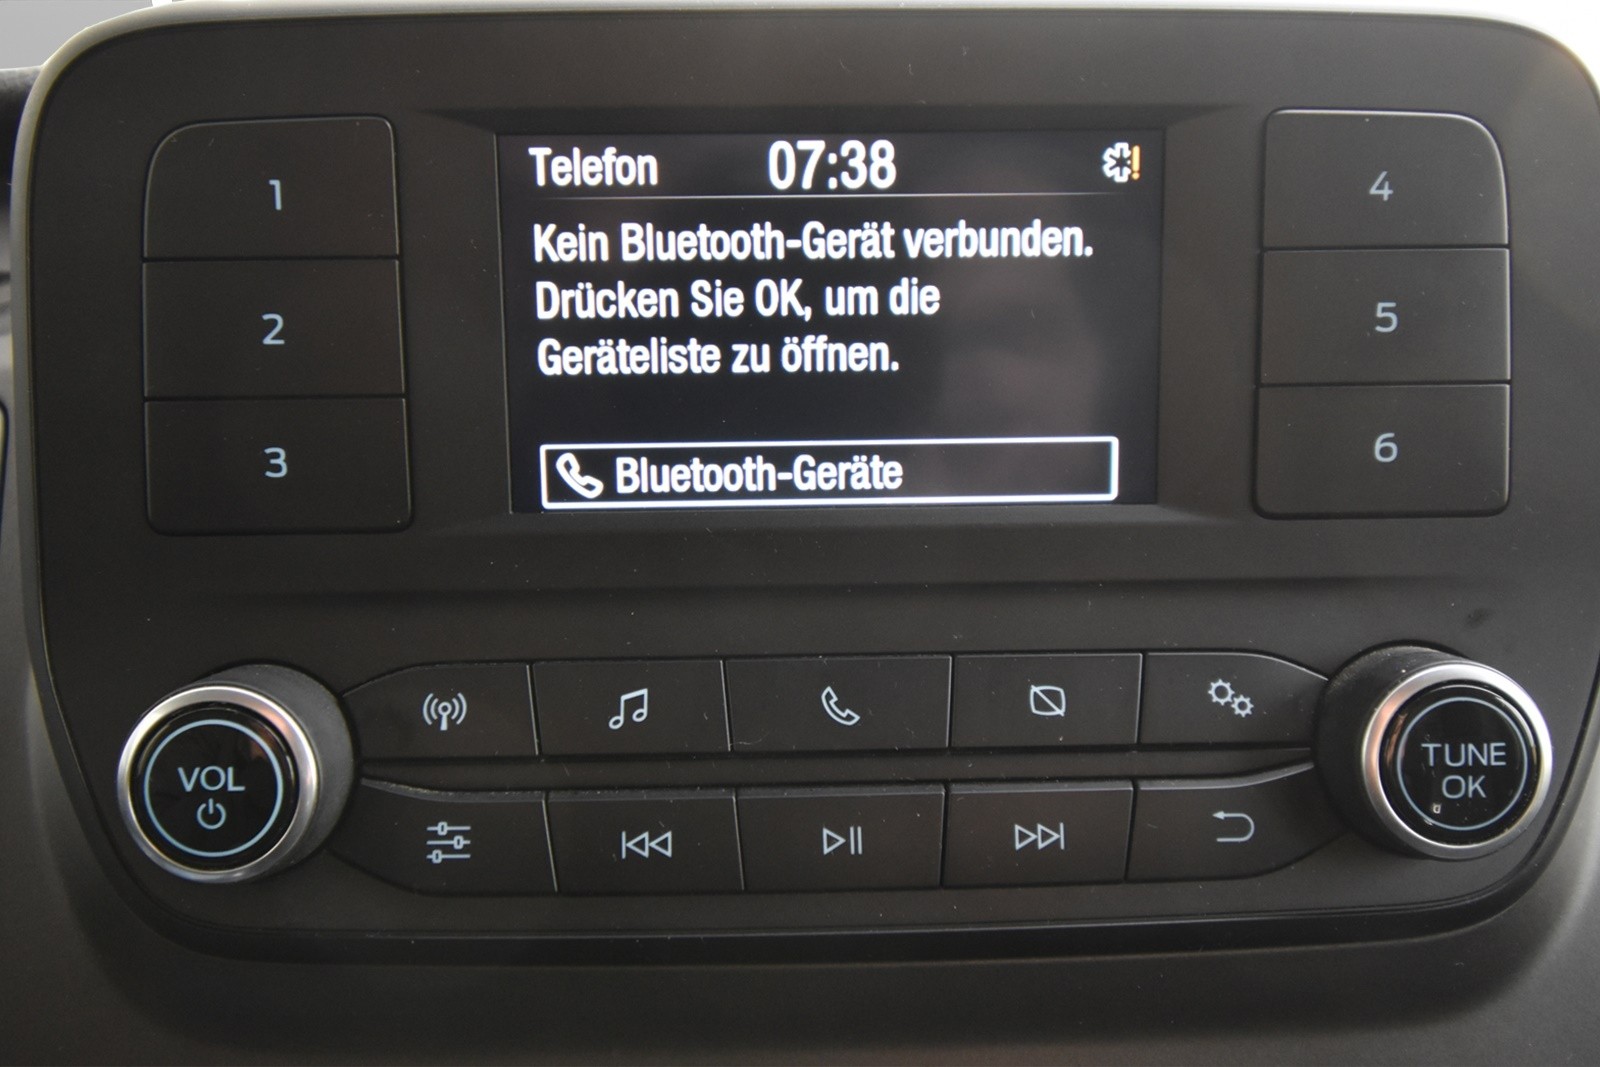 Telefon 07:38
Kein Bluetooth-Gerät verbunden.
Drücken Sie OK, um die
Geräteliste zu öffnen.
Bluetooth-Geräte
1
2
3
4
5
6
VOL
TUNE
OK